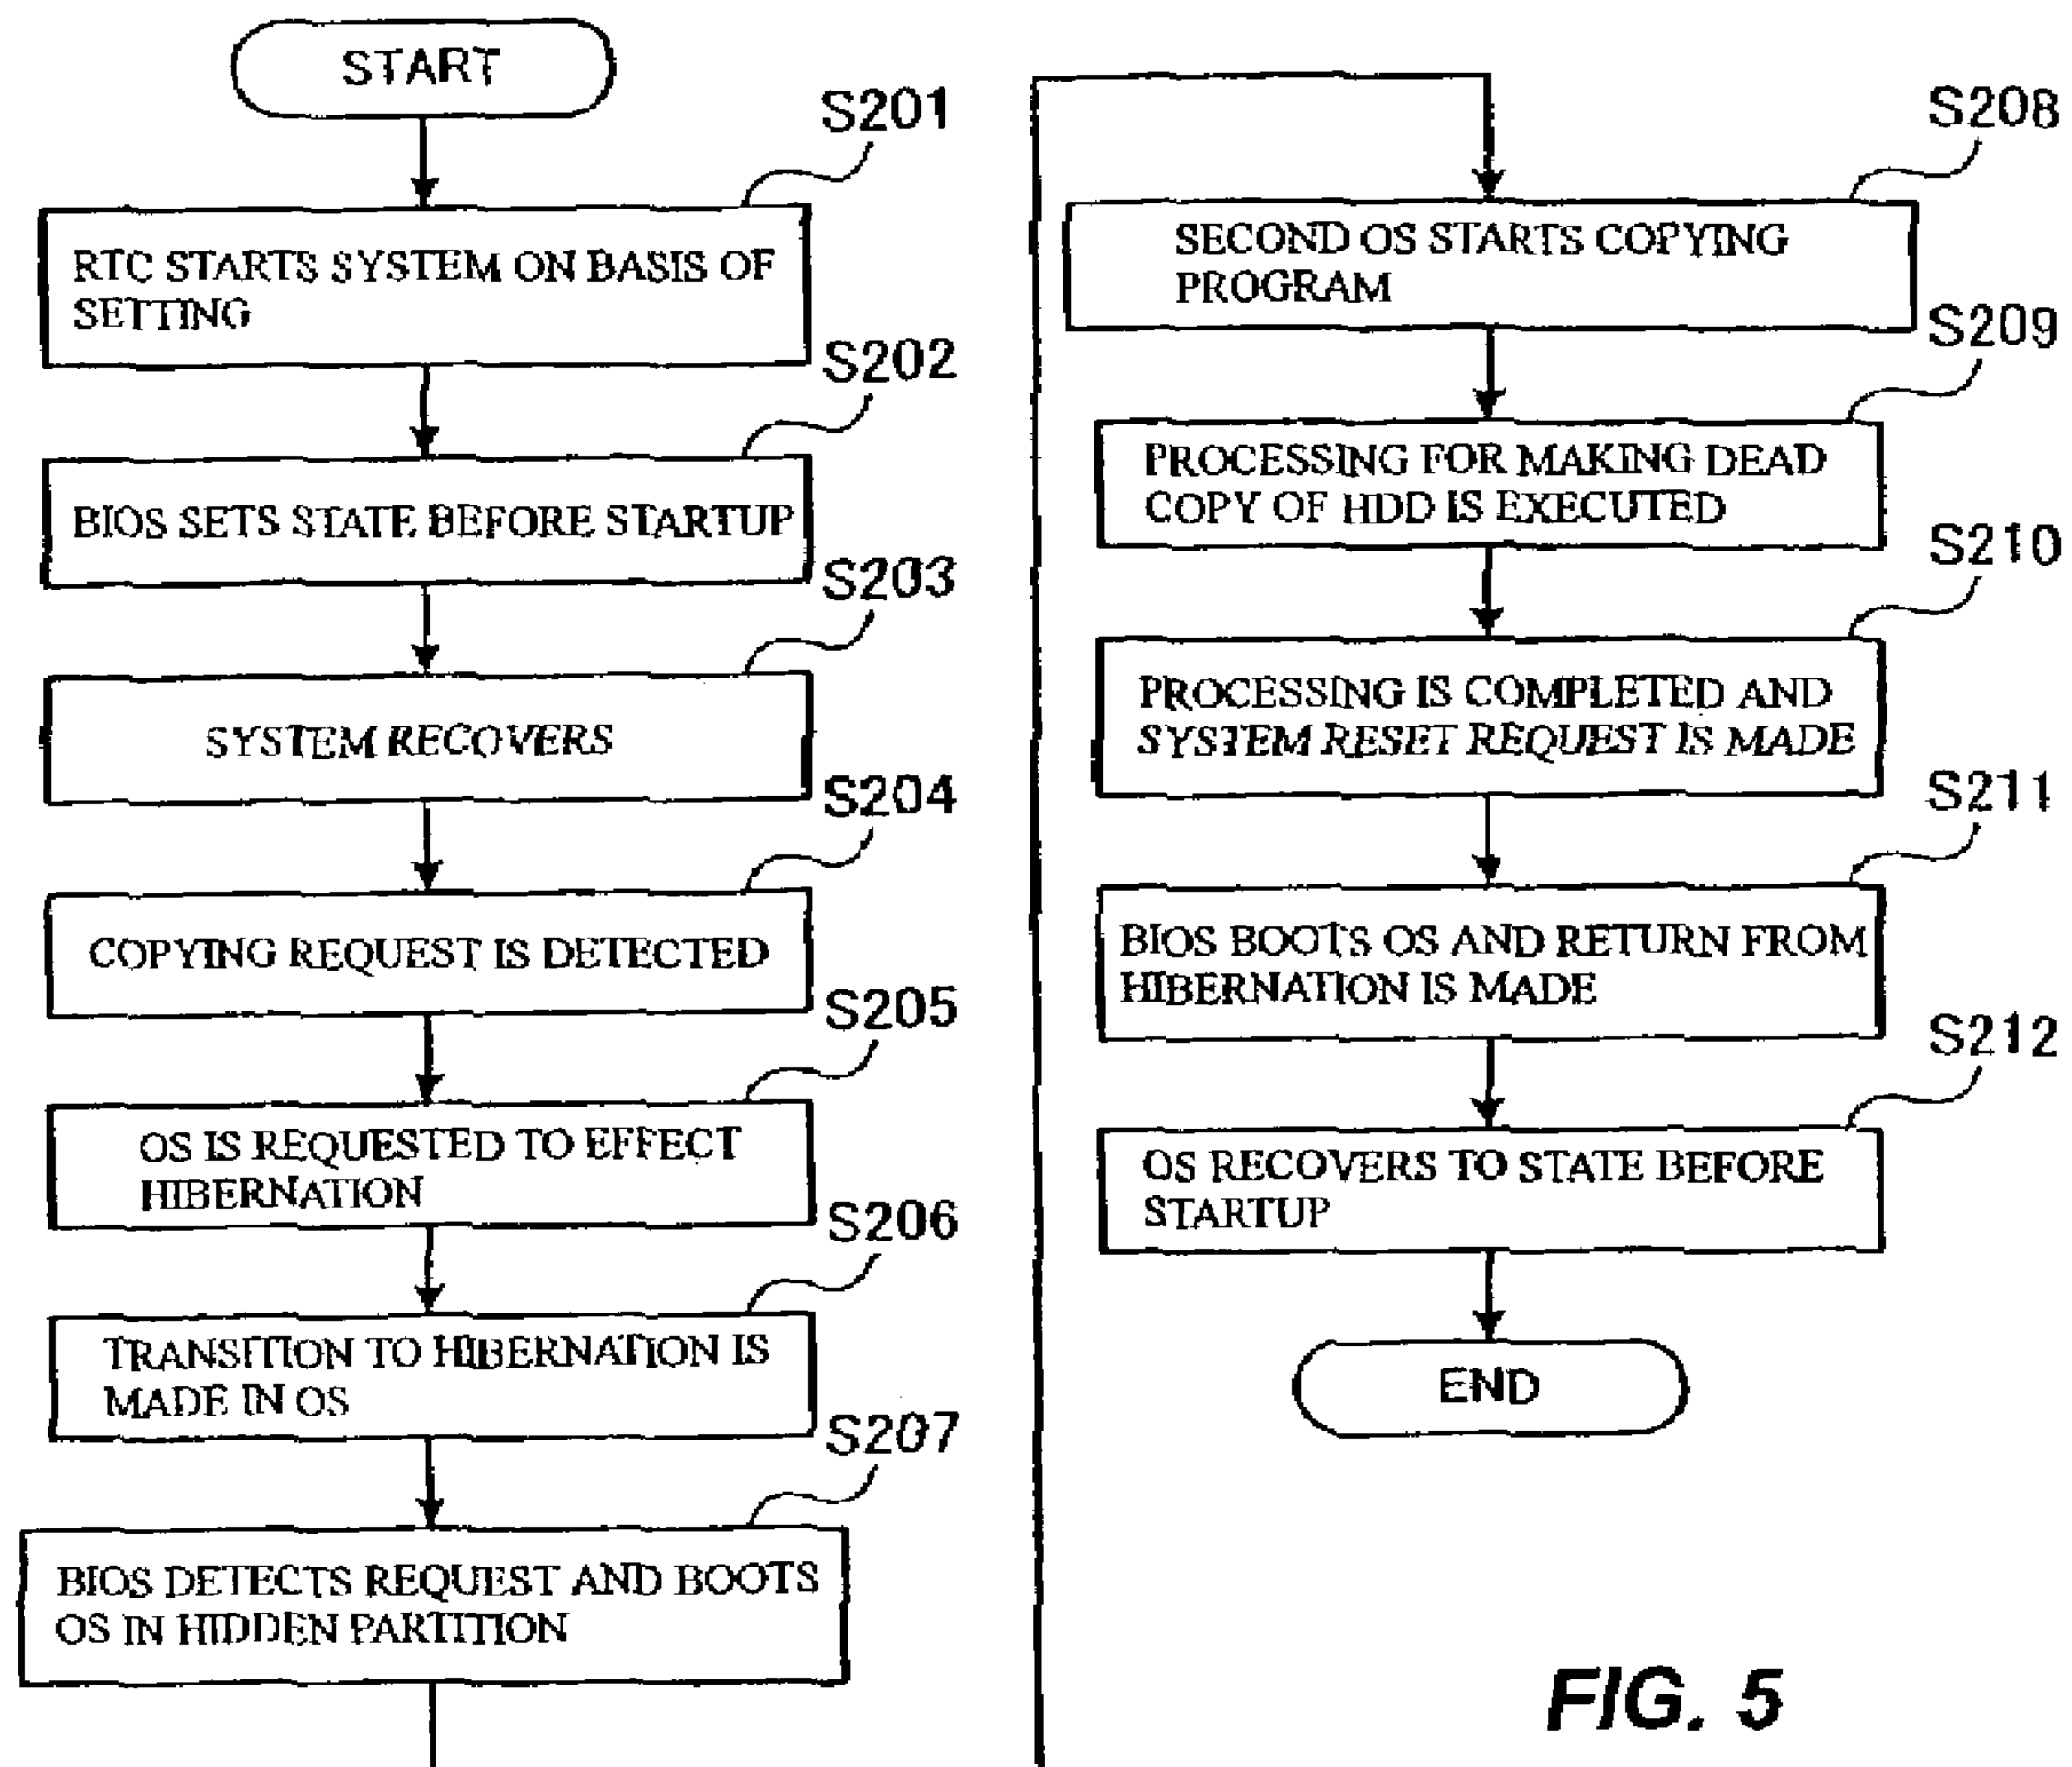 START
S201
RTC STARTS SYSTEM ON BASIS OF
SETTING
S202
BIOS SETS STATE BEFORE STARTUP
S203
SYSTEM RECOVERS
S204
COPYING REQUEST IS DETECTED
S205
OS IS REQUESTED TO EFFECT
HIBERNATION
S206
TRANSITION TO HIBERNATION IS
MADE IN OS
S207
BIOS DETECTS REQUEST AND BOOTS
OS IN HIDDEN PARTITION
S208
SECOND OS STARTS COPYING
PROGRAM
S209
PROCESSING FOR MAKING DEAD
COPY OF HDD IS EXECUTED
S210
PROCESSING IS COMPLETED AND
SYSTEM RESET REQUEST IS MADE
S211
BIOS BOOTS OS AND RETURN FROM
HIBERNATION IS MADE
S212
OS RECOVERS TO STATE BEFORE
STARTUP
END
FIG. 5